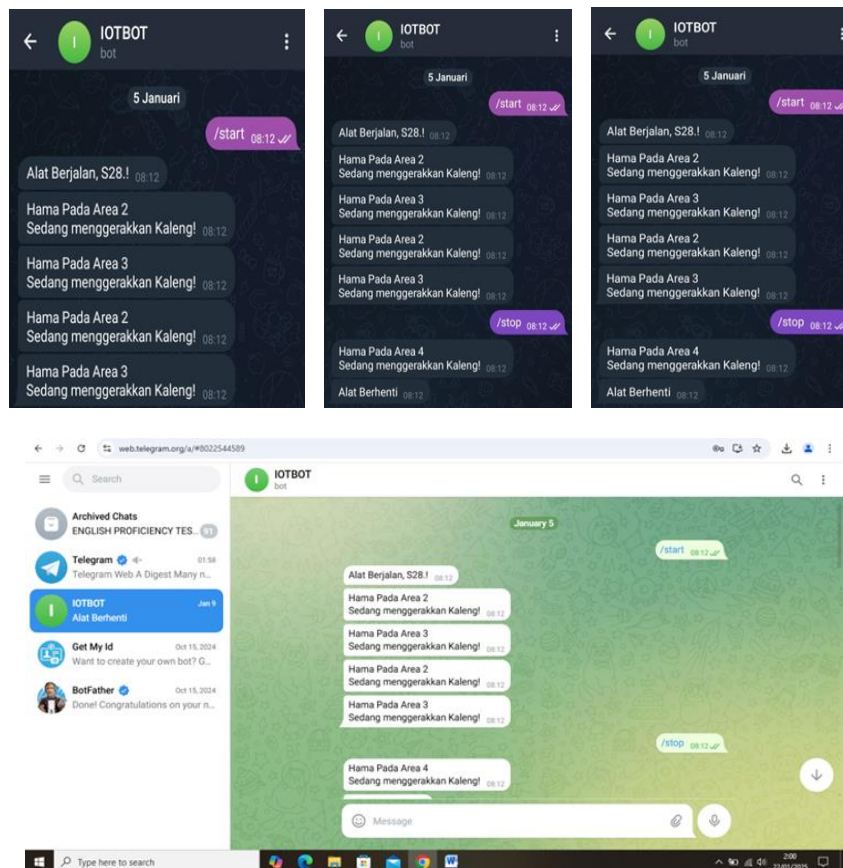 IOTBOT
bot
5 Januari
/start 08:12
Alat Berjalan, S28.! 08:12
Hama Pada Area 2
Sedang menggerakkan Kaleng! 08:12
Hama Pada Area 3
Sedang menggerakkan Kaleng! 08:12
Hama Pada Area 2
Sedang menggerakkan Kaleng! 08:12
Hama Pada Area 3
Sedang menggerakkan Kaleng! 08:12
IOTBOT
bot
5 Januari
/start 08:12
Alat Berjalan, S28.! 08:12
Hama Pada Area 2
Sedang menggerakkan Kaleng! 08:12
Hama Pada Area 3
Sedang menggerakkan Kaleng! 08:12
Hama Pada Area 2
Sedang menggerakkan Kaleng! 08:12
Hama Pada Area 3
Sedang menggerakkan Kaleng! 08:12
/stop 08:12
Hama Pada Area 4
Sedang menggerakkan Kaleng! 08:12
Alat Berhenti 08:12
IOTBOT
bot
5 Januari
/start 08:12
Alat Berjalan, S28.! 08:12
Hama Pada Area 2
Sedang menggerakkan Kaleng! 08:12
Hama Pada Area 3
Sedang menggerakkan Kaleng! 08:12
Hama Pada Area 2
Sedang menggerakkan Kaleng! 08:12
Hama Pada Area 3
Sedang menggerakkan Kaleng! 08:12
/stop 08:12
Hama Pada Area 4
Sedang menggerakkan Kaleng! 08:12
Alat Berhenti 08:12
web.telegram.org/a/#8022544589
Search
Archived Chats
ENGLISH PROFICIENCY TES... 51
Telegram 01:58
Telegram Web A Digest Many n...
IOTBOT Jan 9
Alat Berhenti
Get My Id Oct 15, 2024
Want to create your own bot? G...
BotFather Oct 15, 2024
Done! Congratulations on your n...
IOTBOT
bot
January 5
/start 08:12
Alat Berjalan, S28.! 08:12
Hama Pada Area 2
Sedang menggerakkan Kaleng! 08:12
Hama Pada Area 3
Sedang menggerakkan Kaleng! 08:12
Hama Pada Area 2
Sedang menggerakkan Kaleng! 08:12
Hama Pada Area 3
Sedang menggerakkan Kaleng! 08:12
/stop 08:12
Hama Pada Area 4
Sedang menggerakkan Kaleng! 08:12
Message
Type here to search
2:00
22/01/2025